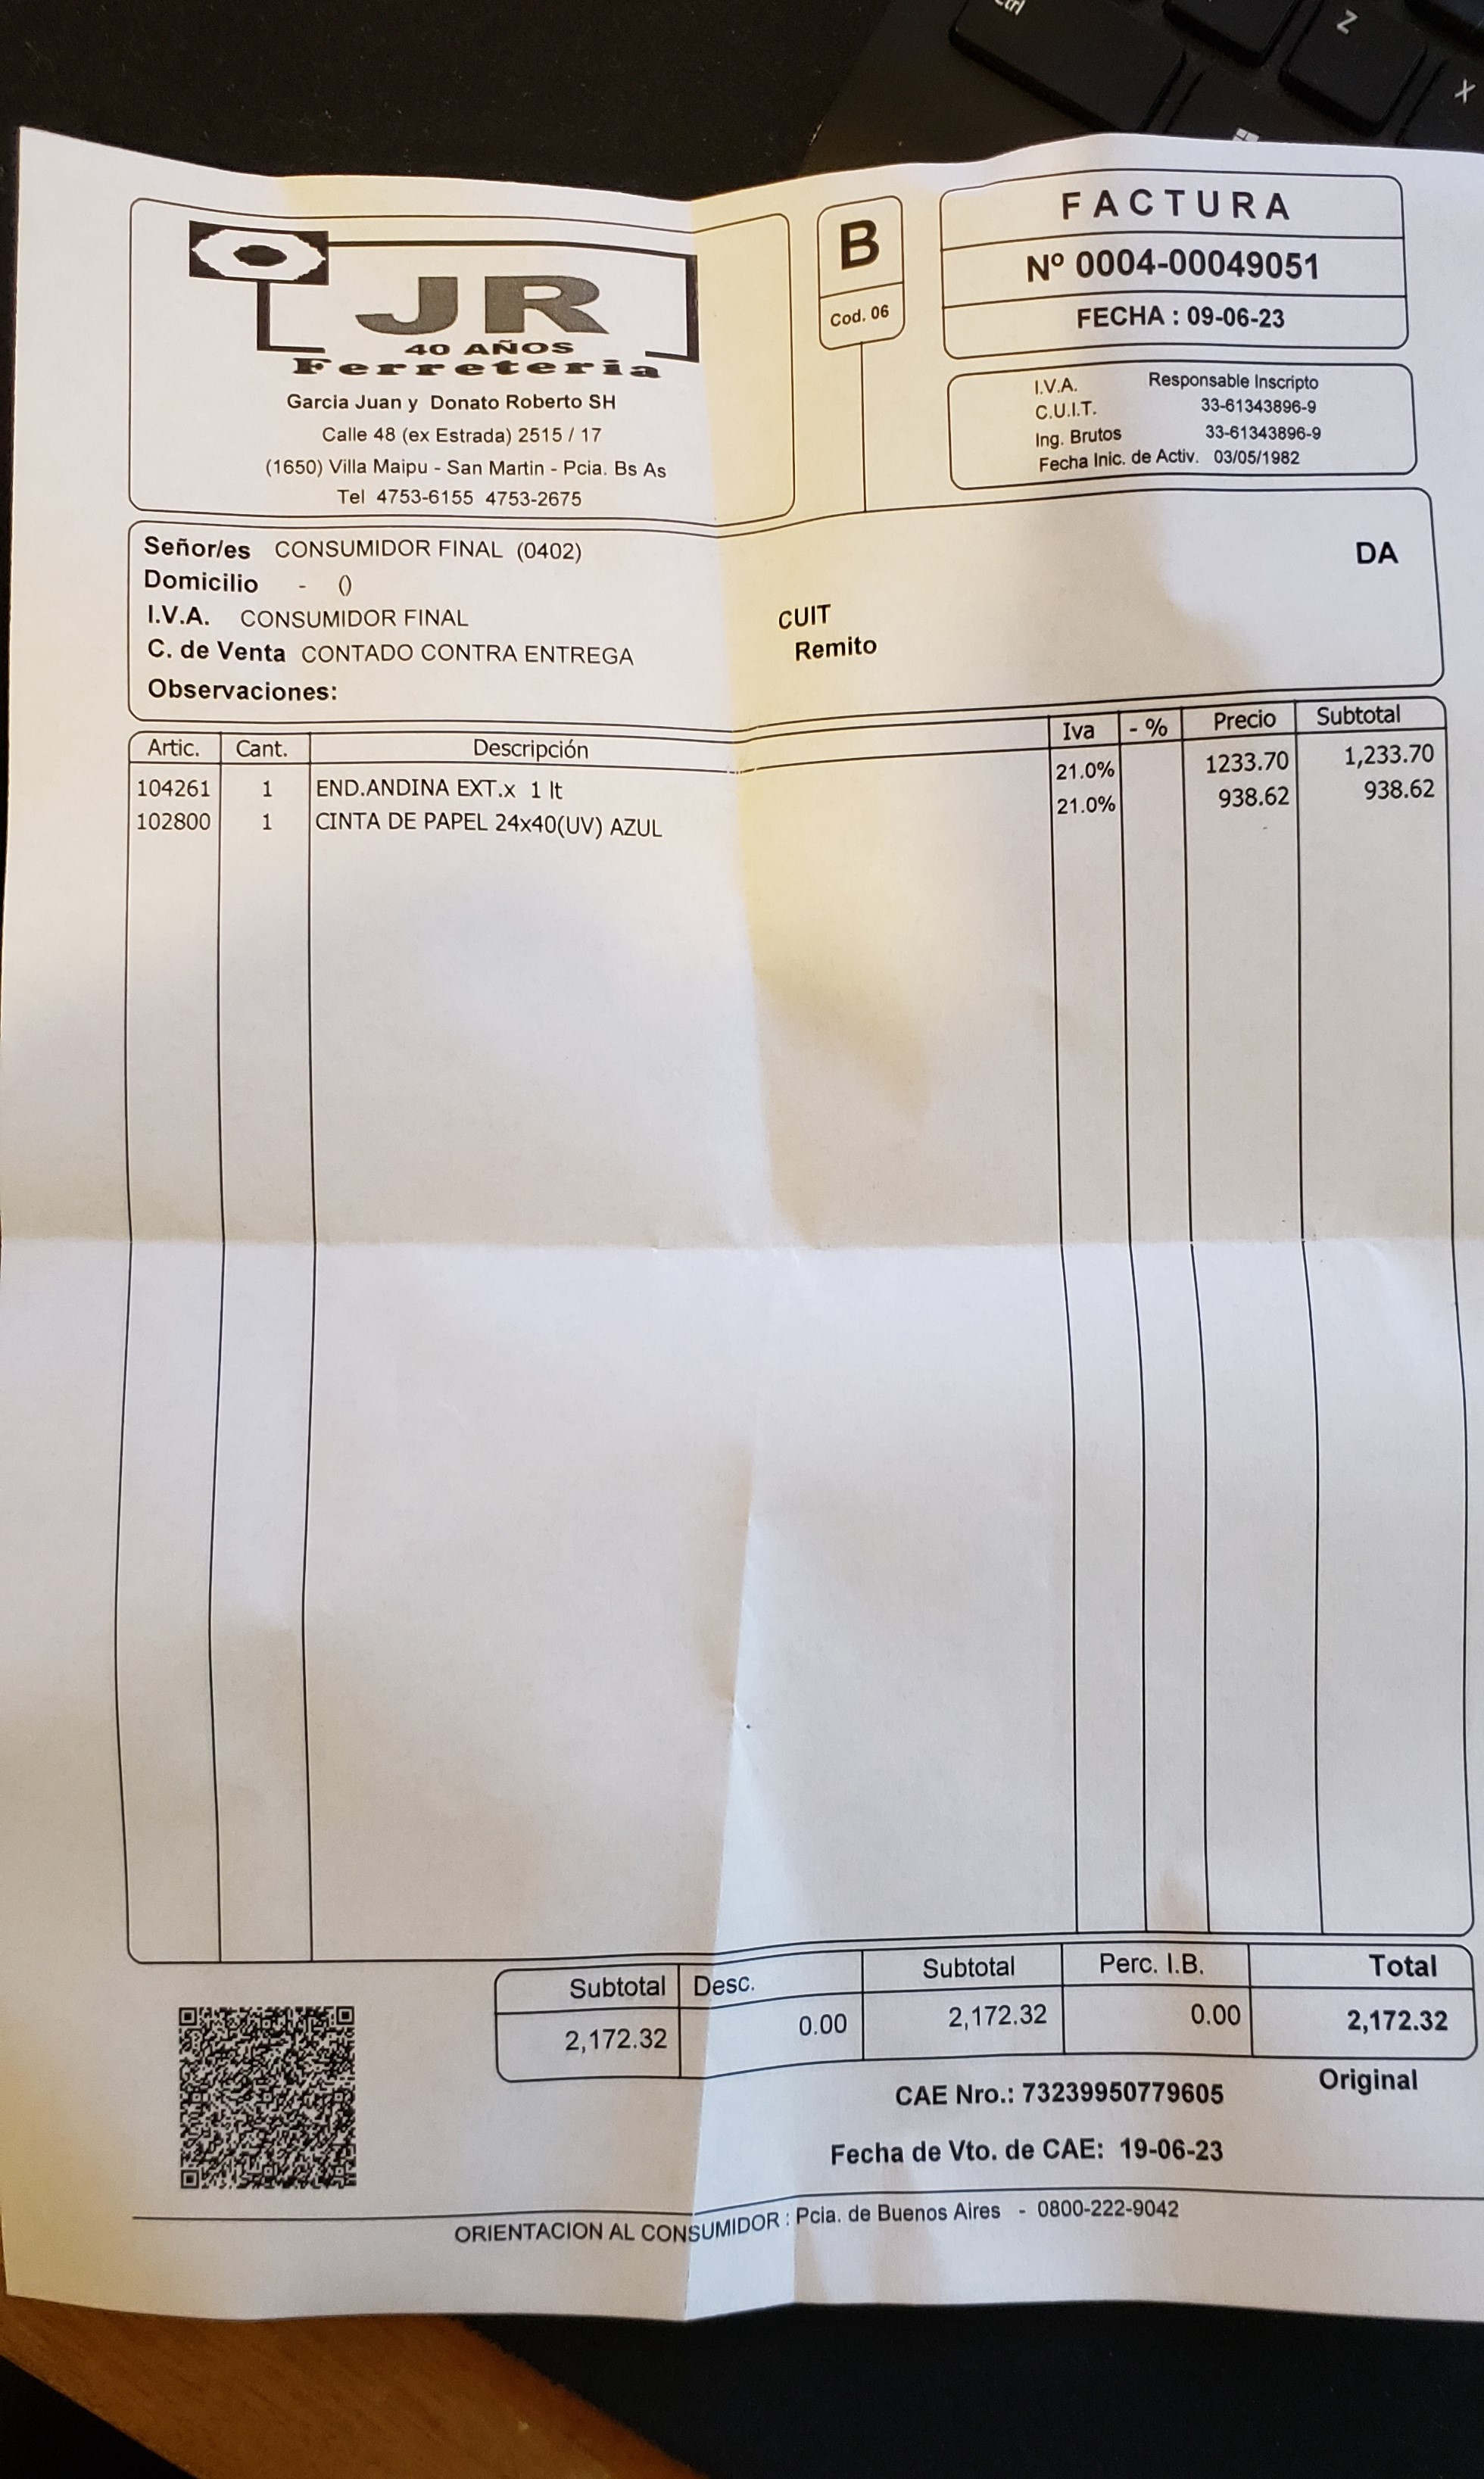 Ctrl
Z
X
JR
40 AÑOS
Ferreteria
Garcia Juan y Donato Roberto SH
Calle 48 (ex Estrada) 2515 / 17
(1650) Villa Maipu - San Martin - Pcia. Bs As
Tel 4753-6155 4753-2675
B
Cod. 06
FACTURA
Nº 0004-00049051
FECHA : 09-06-23
I.V.A. Responsable Inscripto
C.U.I.T. 33-61343896-9
Ing. Brutos 33-61343896-9
Fecha Inic. de Activ. 03/05/1982
Señor/es CONSUMIDOR FINAL (0402) DA
Domicilio - ()
I.V.A. CONSUMIDOR FINAL CUIT
C. de Venta CONTADO CONTRA ENTREGA Remito
Observaciones:
Artic. Cant. Descripción Iva - % Precio Subtotal
104261 1 END.ANDINA EXT.x 1 lt 21.0% 1233.70 1,233.70
102800 1 CINTA DE PAPEL 24x40(UV) AZUL 21.0% 938.62 938.62
Subtotal Desc. Subtotal Perc. I.B. Total
2,172.32 0.00 2,172.32 0.00 2,172.32
CAE Nro.: 73239950779605 Original
Fecha de Vto. de CAE: 19-06-23
ORIENTACION AL CONSUMIDOR : Pcia. de Buenos Aires - 0800-222-9042